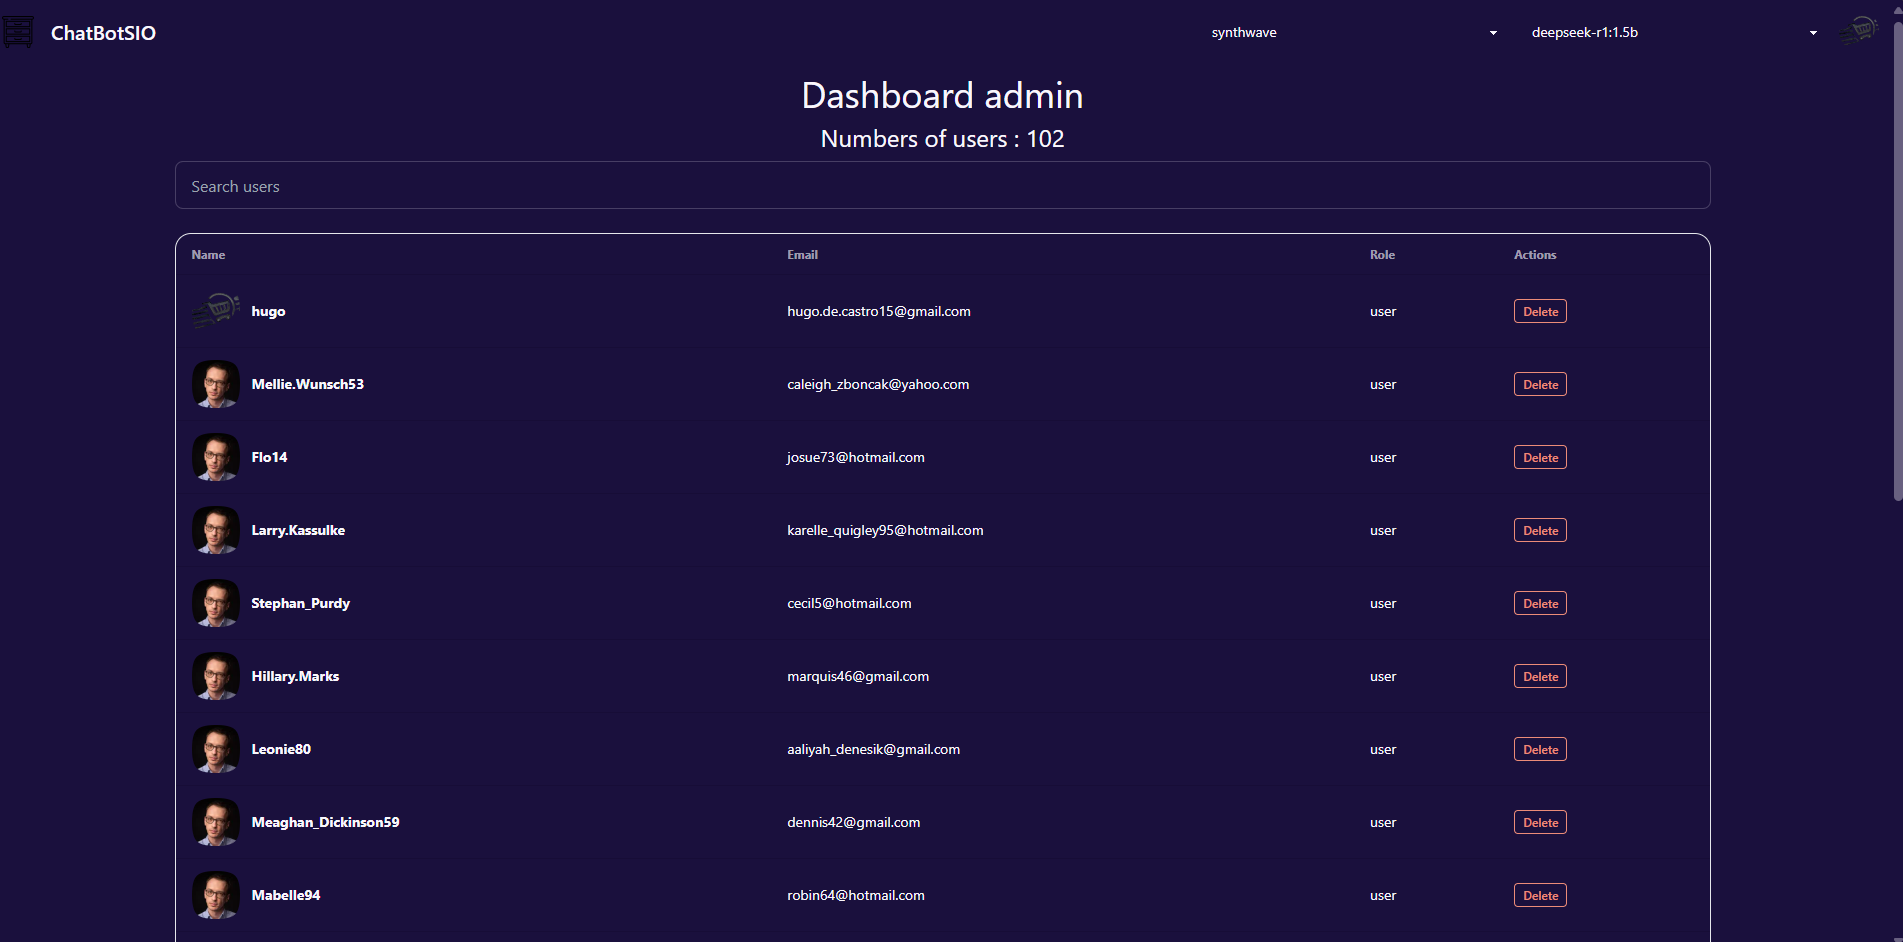 ChatBotSIO
synthwave
deepseek-r1:1.5b
Dashboard admin
Numbers of users : 102
Search users
Name Email Role Actions
hugo hugo.de.castro15@gmail.com user Delete
Mellie.Wunsch53 caleigh_zboncak@yahoo.com user Delete
Flo14 josue73@hotmail.com user Delete
Larry.Kassulke karelle_quigley95@hotmail.com user Delete
Stephan_Purdy cecil5@hotmail.com user Delete
Hillary.Marks marquis46@gmail.com user Delete
Leonie80 aaliyah_denesik@gmail.com user Delete
Meaghan_Dickinson59 dennis42@gmail.com user Delete
Mabelle94 robin64@hotmail.com user Delete